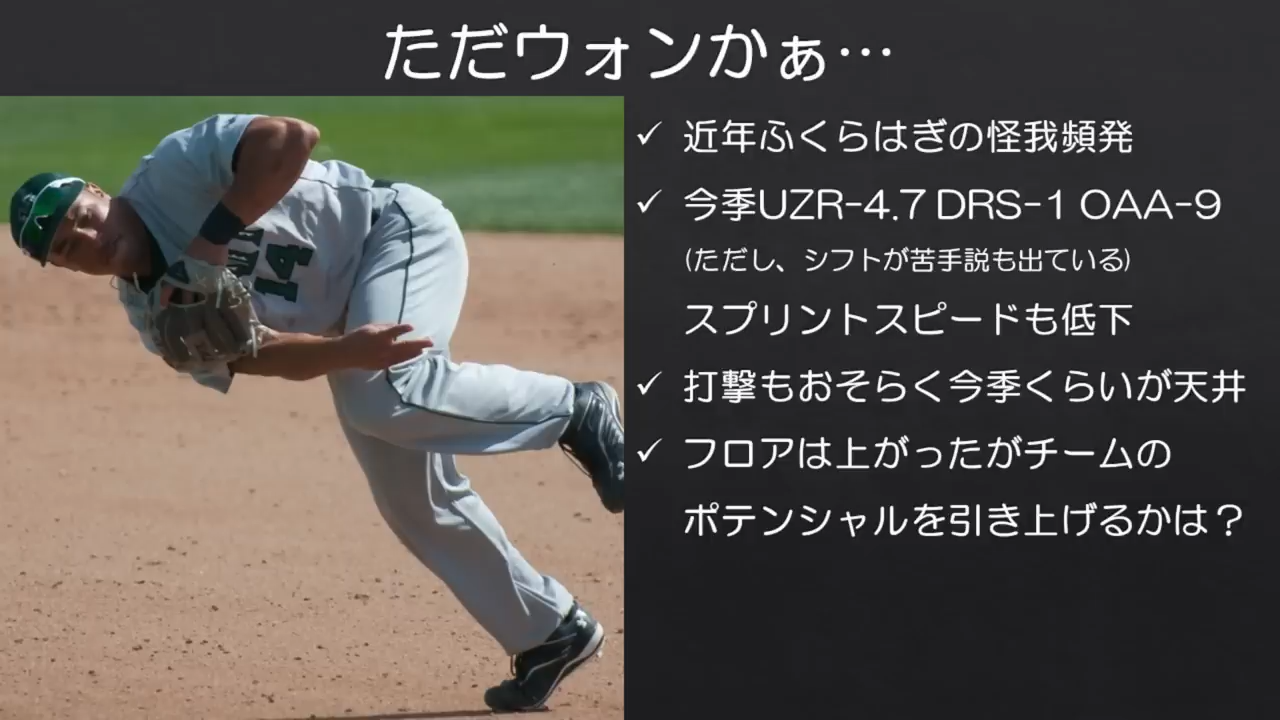 ただウォンかぁ…
✓ 近年ふくらはぎの怪我頻発
✓ 今季UZR-4.7 DRS-1 OAA-9
(ただし、シフトが苦手説も出ている)
スプリントスピードも低下
✓ 打撃もおそらく今季くらいが天井
✓ フロアは上がったがチームの
ポテンシャルを引き上げるかは？
14